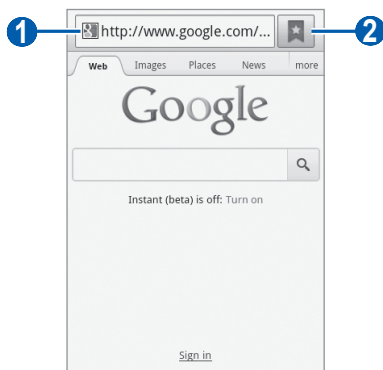 1 http://www.google.com/... 2
Web Images Places News more
Google
Instant (beta) is off: Turn on
Sign in